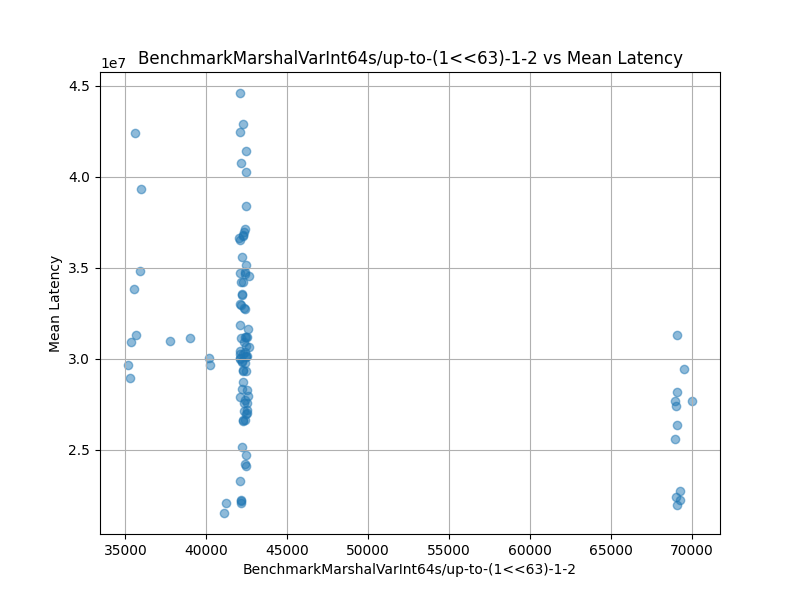 BenchmarkMarshalVarInt64s/up-to-(1<<63)-1-2 vs Mean Latency
1e7
4.5
4.0
3.5
3.0
2.5
Mean Latency
35000 40000 45000 50000 55000 60000 65000 70000
BenchmarkMarshalVarInt64s/up-to-(1<<63)-1-2